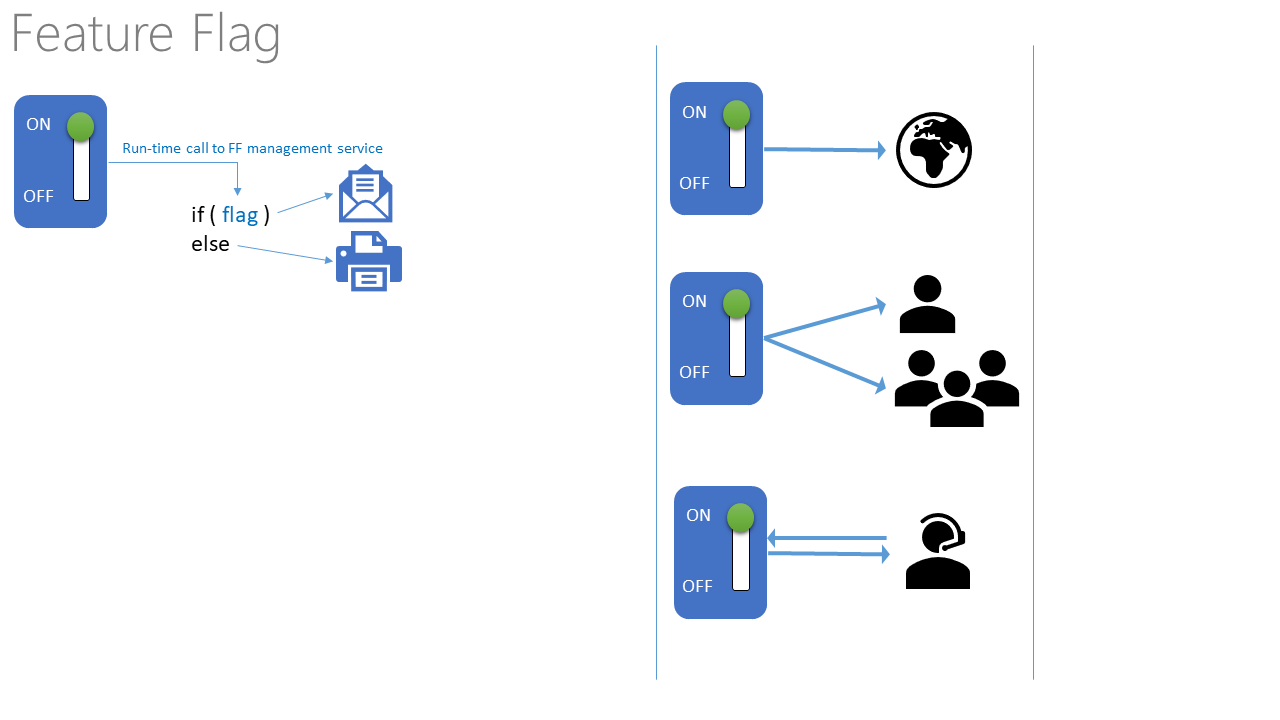 Feature Flag
ON
OFF
Run-time call to FF management service
if ( flag )
else
ON
OFF
ON
OFF
ON
OFF